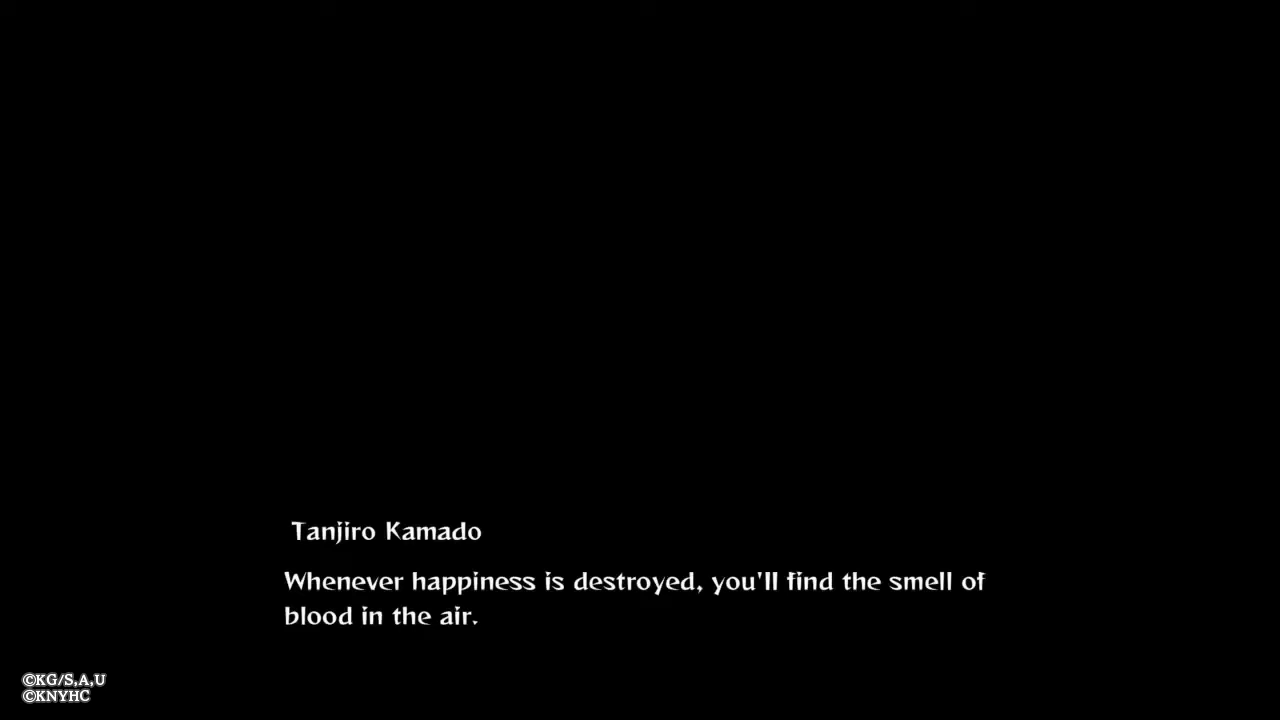 Tanjiro Kamado
Whenever happiness is destroyed, you'll find the smell of
blood in the air.
©KG/S,A,U
©KNYHC